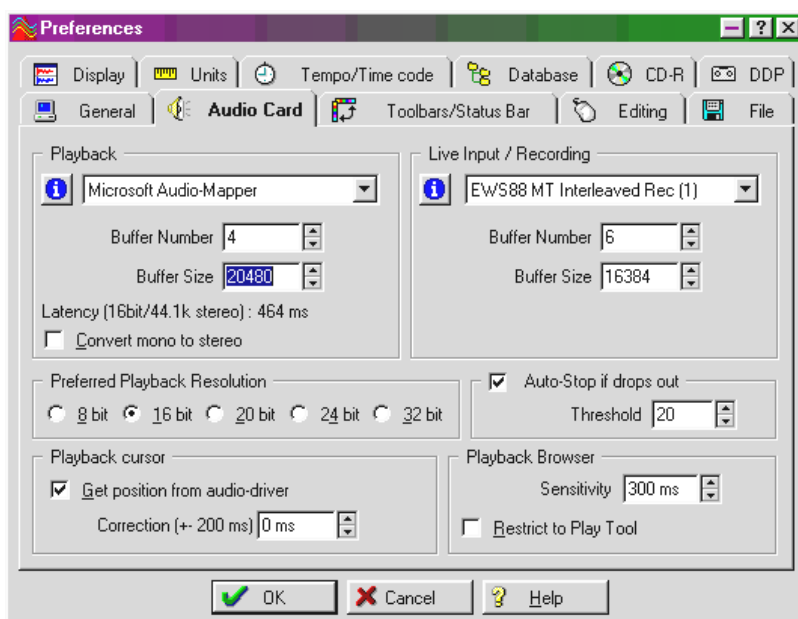 Preferences
Display Units Tempo/Time code Database CD-R DDP
General Audio Card Toolbars/Status Bar Editing File
Playback
Microsoft Audio-Mapper
Buffer Number 4
Buffer Size 20480
Latency (16bit/44.1k stereo) : 464 ms
Convert mono to stereo
Live Input / Recording
EWS88 MT Interleaved Rec (1)
Buffer Number 6
Buffer Size 16384
Preferred Playback Resolution
8 bit 16 bit 20 bit 24 bit 32 bit
Auto-Stop if drops out
Threshold 20
Playback cursor
Get position from audio-driver
Correction (+- 200 ms) 0 ms
Playback Browser
Sensitivity 300 ms
Restrict to Play Tool
OK Cancel Help